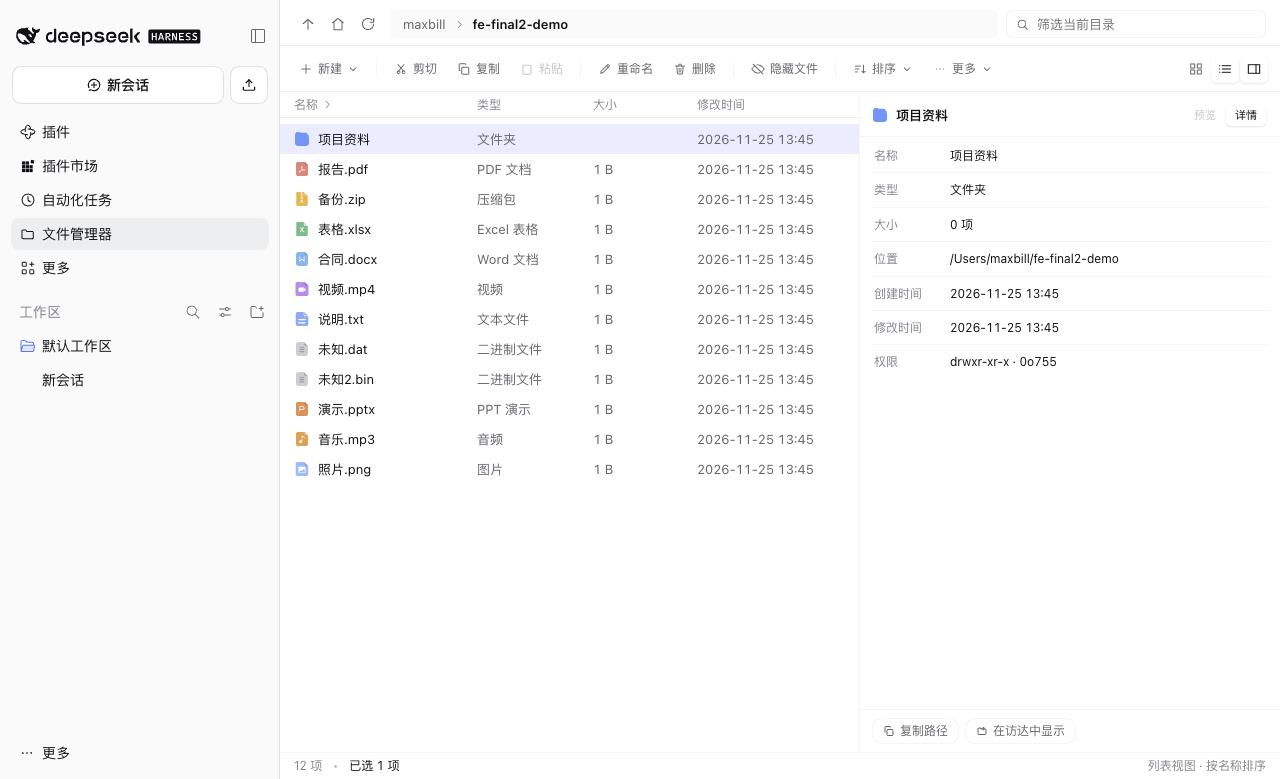 deepseek HARNESS
新会话
插件
插件市场
自动化任务
文件管理器
更多
工作区
默认工作区
新会话
更多
maxbill fe-final2-demo
筛选当前目录
新建 剪切 复制 粘贴 重命名 删除 隐藏文件 排序 ··· 更多
名称 类型 大小 修改时间
项目资料 文件夹 2026-11-25 13:45
报告.pdf PDF 文档 1 B 2026-11-25 13:45
备份.zip 压缩包 1 B 2026-11-25 13:45
表格.xlsx Excel 表格 1 B 2026-11-25 13:45
合同.docx Word 文档 1 B 2026-11-25 13:45
视频.mp4 视频 1 B 2026-11-25 13:45
说明.txt 文本文件 1 B 2026-11-25 13:45
未知.dat 二进制文件 1 B 2026-11-25 13:45
未知2.bin 二进制文件 1 B 2026-11-25 13:45
演示.pptx PPT 演示 1 B 2026-11-25 13:45
音乐.mp3 音频 1 B 2026-11-25 13:45
照片.png 图片 1 B 2026-11-25 13:45
项目资料 预览 详情
名称 项目资料
类型 文件夹
大小 0 项
位置 /Users/maxbill/fe-final2-demo
创建时间 2026-11-25 13:45
修改时间 2026-11-25 13:45
权限 drwxr-xr-x · 0o755
复制路径 在访达中显示
12 项 • 已选 1 项
列表视图 · 按名称排序